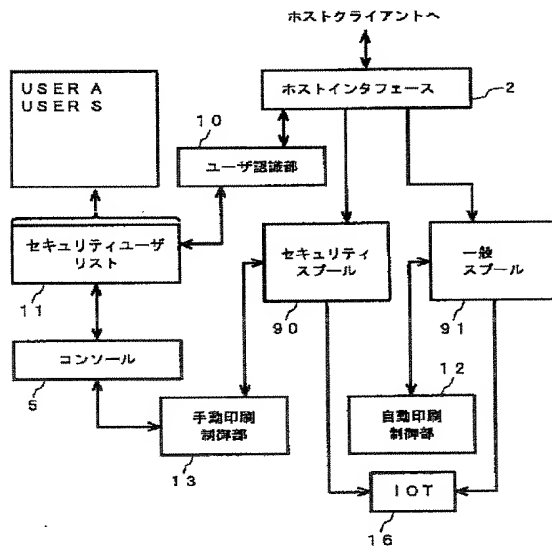 ホストクライアントへ
USER A
USER S
ホストインタフェース
2
10
ユーザ認識部
セキュリティユーザ
リスト
11
セキュリティ
スプール
90
一般
スプール
91
コンソール
5
手動印刷
制御部
13
12
自動印刷
制御部
IOT
16